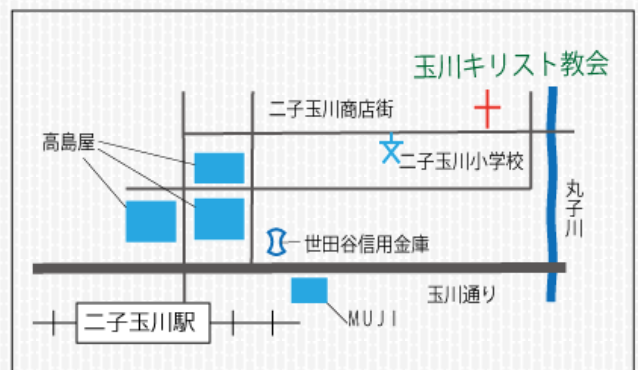 玉川キリスト教会
二子玉川商店街
高島屋
二子玉川小学校
丸子川
世田谷信用金庫
玉川通り
二子玉川駅
MUJI